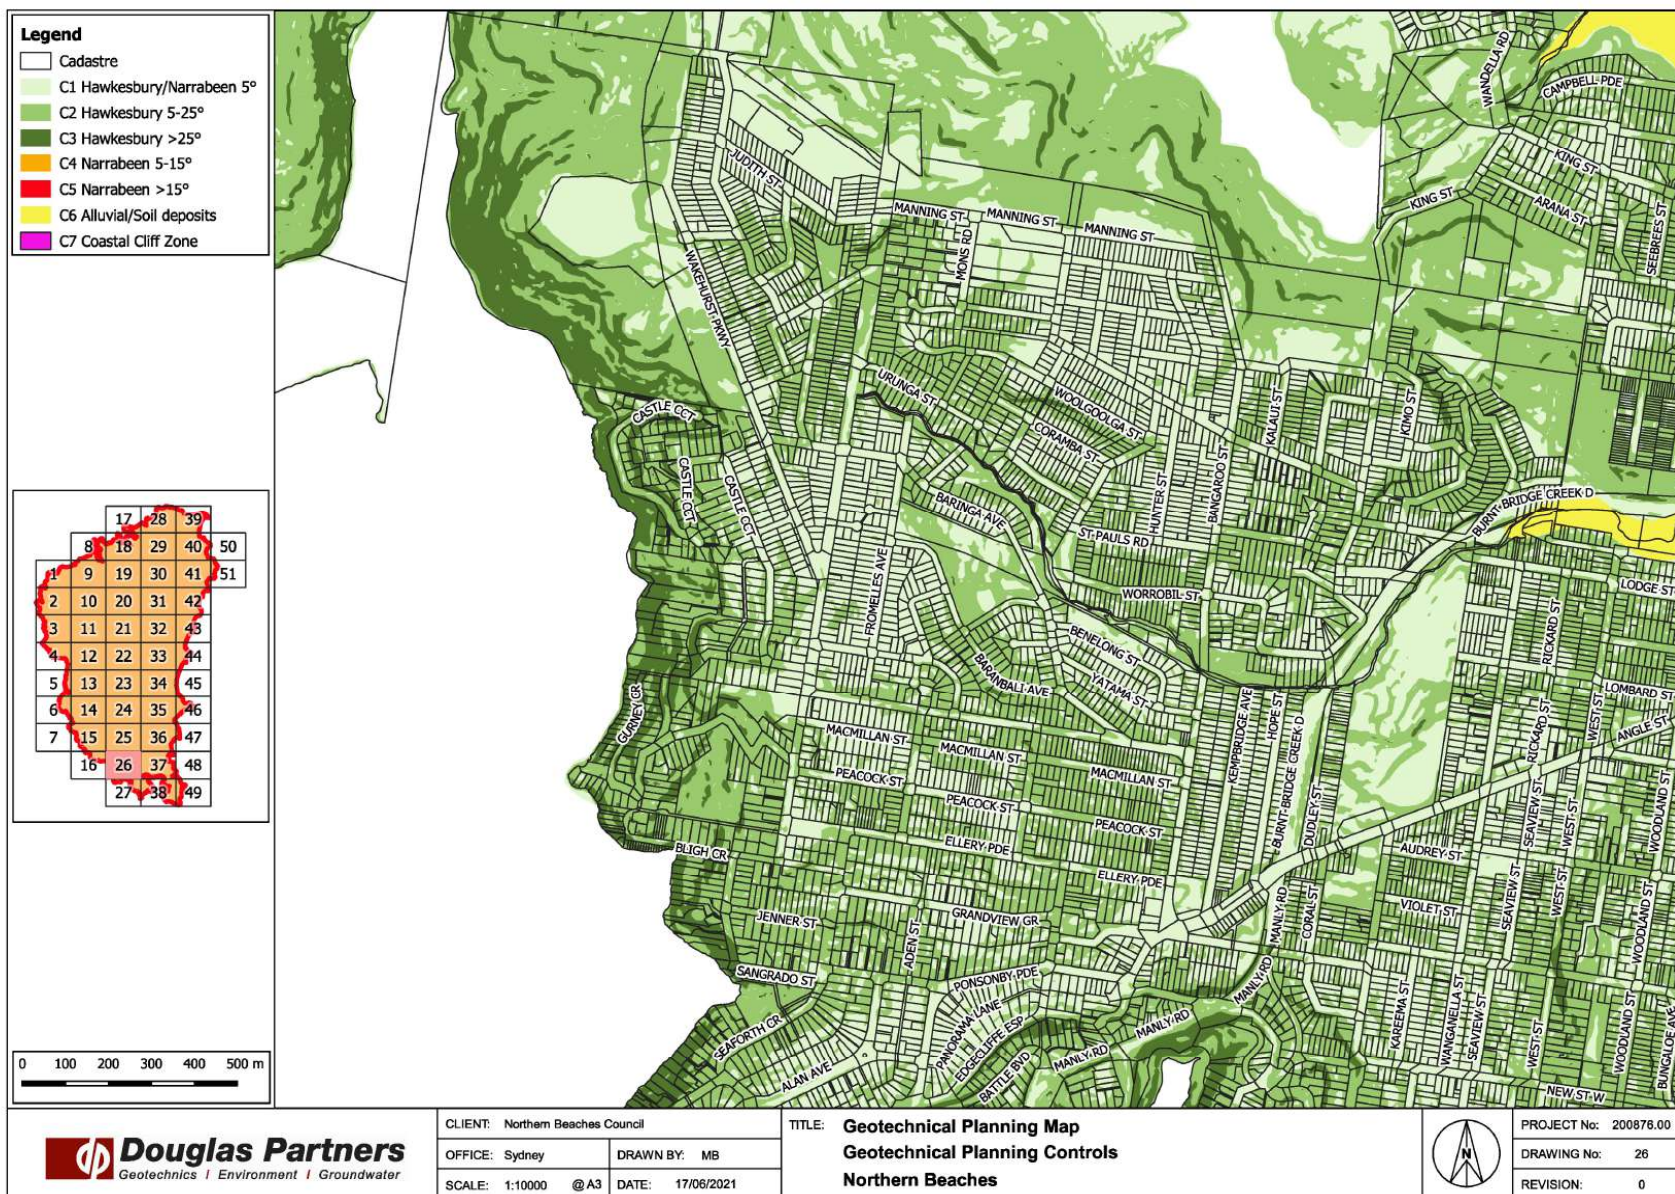 Legend
Cadastre
C1 Hawkesbury/Narrabeen 5°
C2 Hawkesbury 5-25°
C3 Hawkesbury >25°
C4 Narrabeen 5-15°
C5 Narrabeen >15°
C6 Alluvial/Soil deposits
C7 Coastal Cliff Zone
17 28 39
8 18 29 40 50
1 9 19 30 41 51
2 10 20 31 42
3 11 21 32 43
4 12 22 33 44
5 13 23 34 45
6 14 24 35 46
7 15 25 36 47
16 26 37 48
27 38 49
0 100 200 300 400 500 m
WANDELLA RD
CAMPBELL PDE
KING ST
KING ST
ARANA ST
SEEBREES ST
JUDITH ST
MANNING ST
MANNING ST
MANNING ST
MONS RD
WAKEHURST PKWY
URUNGA ST
WOOLGOOLGA ST
CORAMBA ST
KALAUI ST
KIMO ST
CASTLE CCT
CASTLE CCT
CASTLE CCT
BARINGA AVE
HUNTER ST
BANGAROO ST
ST PAULS RD
BURNT BRIDGE CREEK D
FROMELLES AVE
WORROBIL ST
LODGE ST
RICKARD ST
BENELONG ST
BARANBALI AVE
YATAMA ST
GURNEY CR
KEMPBRIDGE AVE
HOPE ST
BURNT BRIDGE CREEK D
DUDLEY ST
RICKARD ST
WEST ST
LOMBARD ST
ANGLE ST
MACMILLAN ST
MACMILLAN ST
MACMILLAN ST
PEACOCK ST
PEACOCK ST
PEACOCK ST
SEAVIEW ST
WEST ST
WOODLAND ST
BLIGH CR
ELLERY PDE
ELLERY PDE
AUDREY ST
JENNER ST
ADEN ST
GRANDVIEW GR
MANLY RD
CORAL ST
VIOLET ST
SEAVIEW ST
WEST ST
WOODLAND ST
SANGRADO ST
PONSONBY PDE
MANLY RD
SEAFORTH CR
PANORAMA LANE
EDGECLIFFE ESP
MANLY RD
MANLY RD
KAREEMA ST
WANGANELLA ST
SEAVIEW ST
WEST ST
WOODLAND ST
BUNGALOE AVE
ALAN AVE
BATTLE BVD
NEW ST W
Douglas Partners
Geotechnics | Environment | Groundwater
CLIENT: Northern Beaches Council
OFFICE: Sydney
DRAWN BY: MB
SCALE: 1:10000 @ A3
DATE: 17/06/2021
TITLE: Geotechnical Planning Map
Geotechnical Planning Controls
Northern Beaches
N
PROJECT No: 200876.00
DRAWING No: 26
REVISION: 0